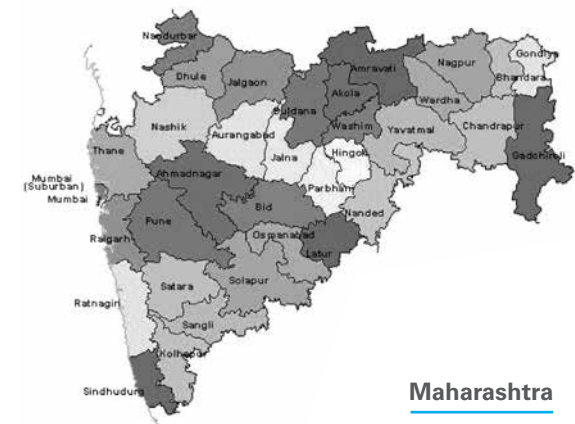 Nandurbar
Gondiya
Dhule
Jalgaon
Amravati
Nagpur
Bhandara
Buldana
Akola
Wardha
Nashik
Aurangabad
Washim
Yavatmal
Chandrapur
Thane
Jalna
Hingoli
Gadchiroli
Ahmadnagar
Mumbai
(Suburban)
Mumbai
Parbhani
Pune
Bid
Nanded
Raigarh
Osmanabad
Latur
Satara
Solapur
Ratnagiri
Sangli
Kolhapur
Sindhudurg
Maharashtra